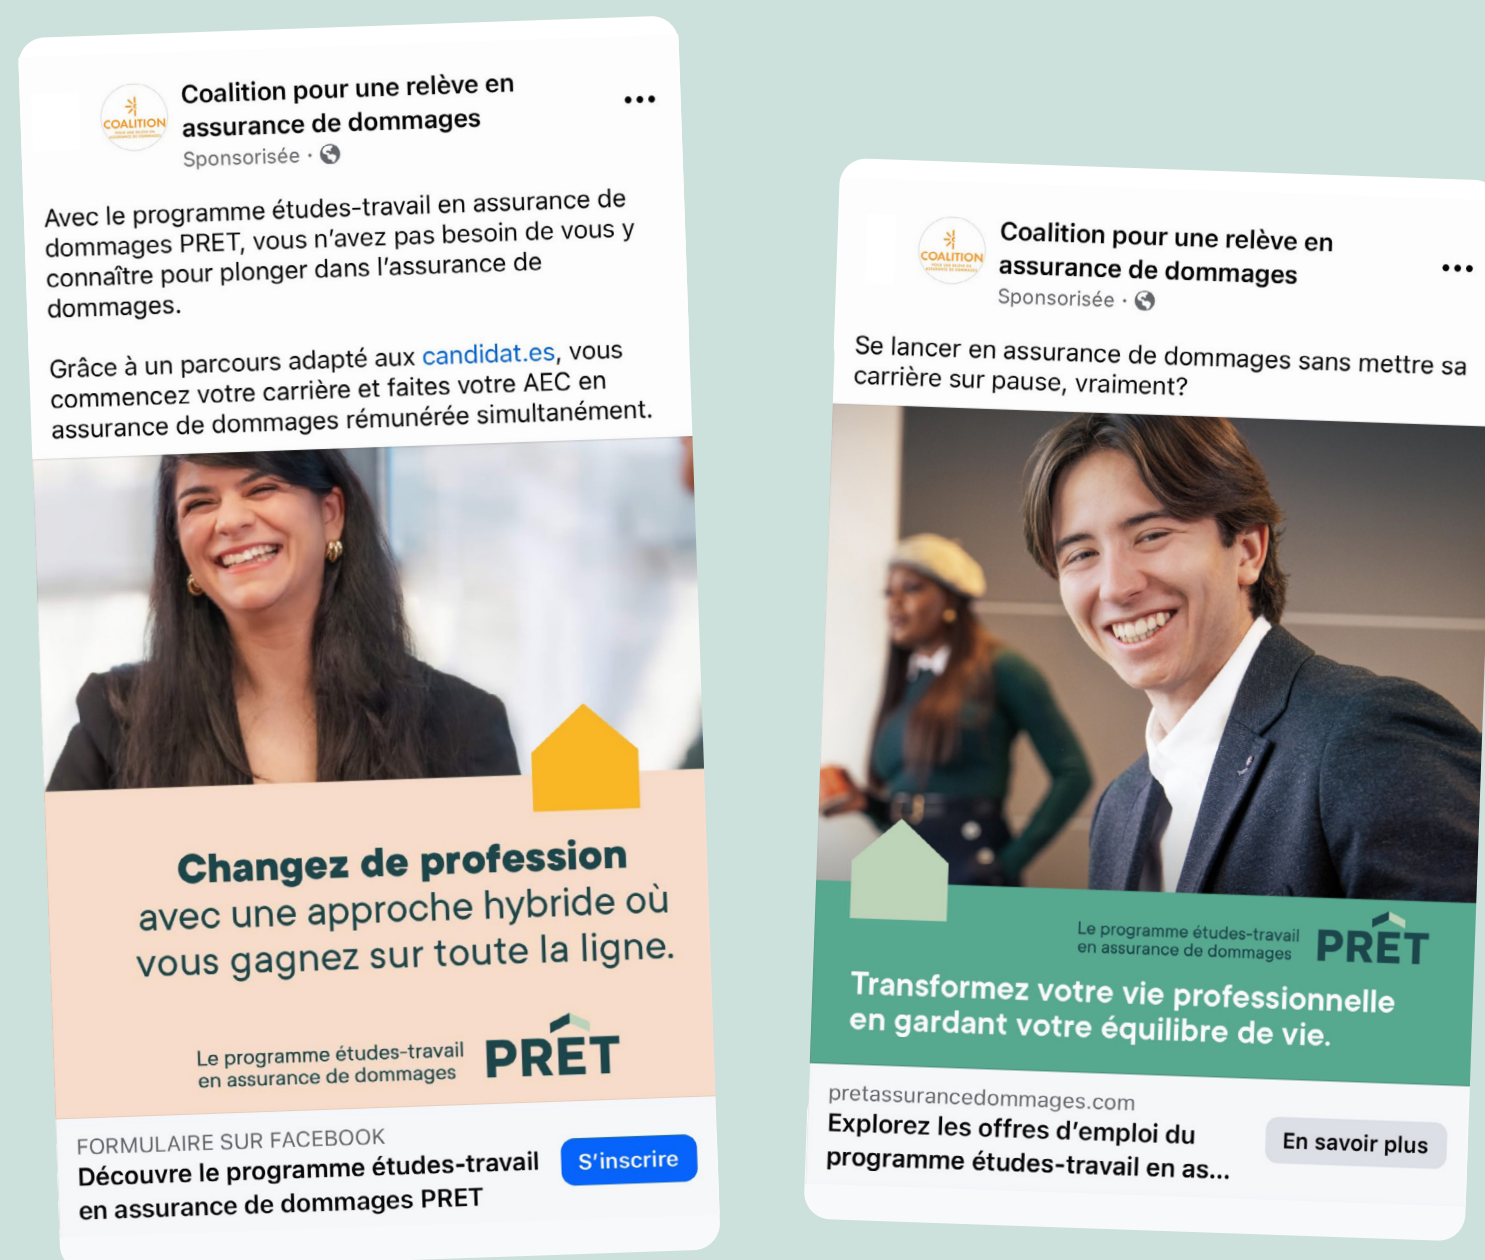 Coalition pour une relève en
assurance de dommages
Sponsorisée ·
COALITION
Avec le programme études-travail en assurance de
dommages PRET, vous n'avez pas besoin de vous y
connaître pour plonger dans l'assurance de
dommages.
Grâce à un parcours adapté aux candidat.es, vous
commencez votre carrière et faites votre AEC en
assurance de dommages rémunérée simultanément.
Changez de profession
avec une approche hybride où
vous gagnez sur toute la ligne.
Le programme études-travail
en assurance de dommages
PRÊT
FORMULAIRE SUR FACEBOOK
Découvre le programme études-travail
en assurance de dommages PRET
S'inscrire
Coalition pour une relève en
assurance de dommages
Sponsorisée ·
COALITION
Se lancer en assurance de dommages sans mettre sa
carrière sur pause, vraiment?
Le programme études-travail
en assurance de dommages
PRÊT
Transformez votre vie professionnelle
en gardant votre équilibre de vie.
pretassurancedommages.com
Explorez les offres d'emploi du
programme études-travail en as...
En savoir plus